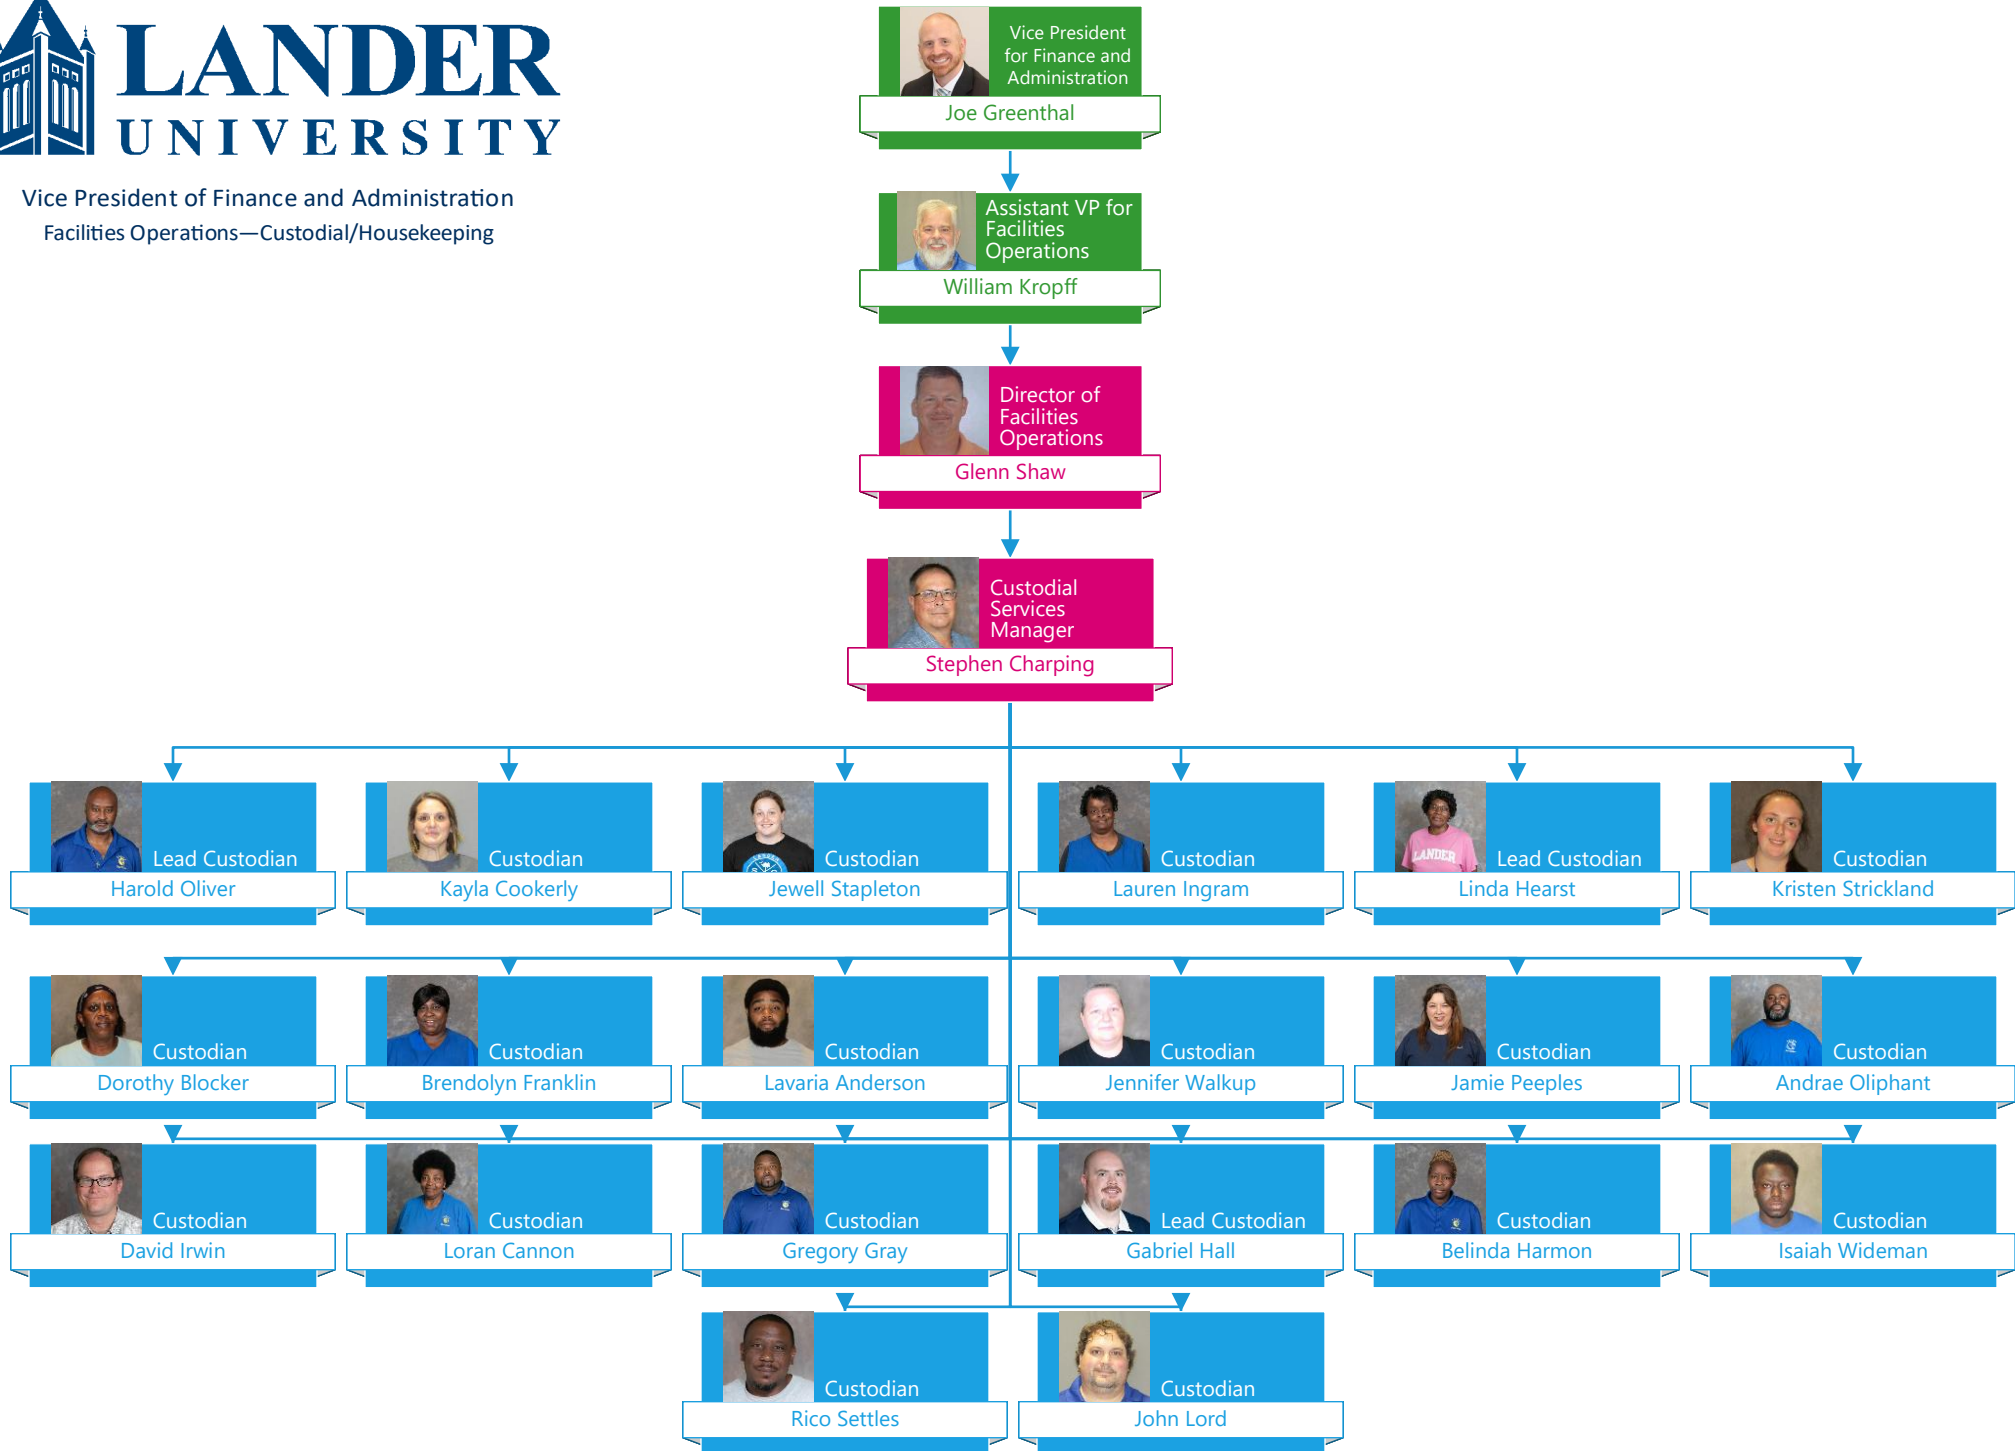 LANDER
UNIVERSITY
Vice President of Finance and Administration
Facilities Operations—Custodial/Housekeeping
Vice President
for Finance and
Administration
Joe Greenthal
Assistant VP for
Facilities
Operations
William Kropff
Director of
Facilities
Operations
Glenn Shaw
Custodial
Services
Manager
Stephen Charping
Lead Custodian
Harold Oliver
Custodian
Kayla Cookerly
LANDER
Custodian
Jewell Stapleton
Custodian
Lauren Ingram
LANDER
Lead Custodian
Linda Hearst
Custodian
Kristen Strickland
Custodian
Dorothy Blocker
Custodian
Brendolyn Franklin
Custodian
Lavaria Anderson
Custodian
Jennifer Walkup
Custodian
Jamie Peeples
Custodian
Andrae Oliphant
Custodian
David Irwin
Custodian
Loran Cannon
Custodian
Gregory Gray
Lead Custodian
Gabriel Hall
Custodian
Belinda Harmon
Custodian
Isaiah Wideman
Custodian
Rico Settles
Custodian
John Lord